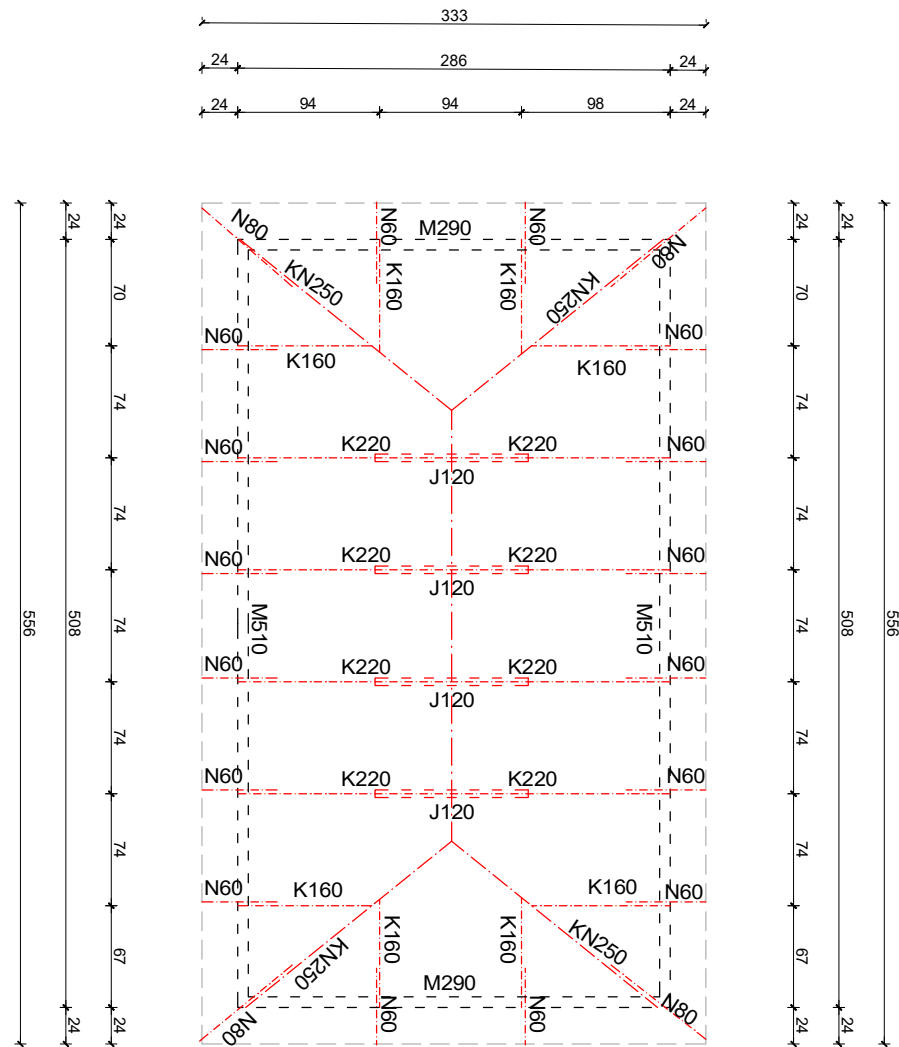 333
24 286 24
24 94 94 98 24
24 24 24 24
N80 N60 M290 N60 N80
KN250 K160 K160 KN250
70 70
N60 K160 K160 N60
74 74
N60 K220 K220 N60
J120
74 74
N60 K220 K220 N60
J120
556 508 74 M510 M510 74 508 556
N60 K220 K220 N60
J120
74 74
N60 K220 K220 N60
J120
74 74
N60 K160 K160 N60
67 KN250 K160 K160 KN250 67
M290
N80 N60 N60 N80
24 24 24 24